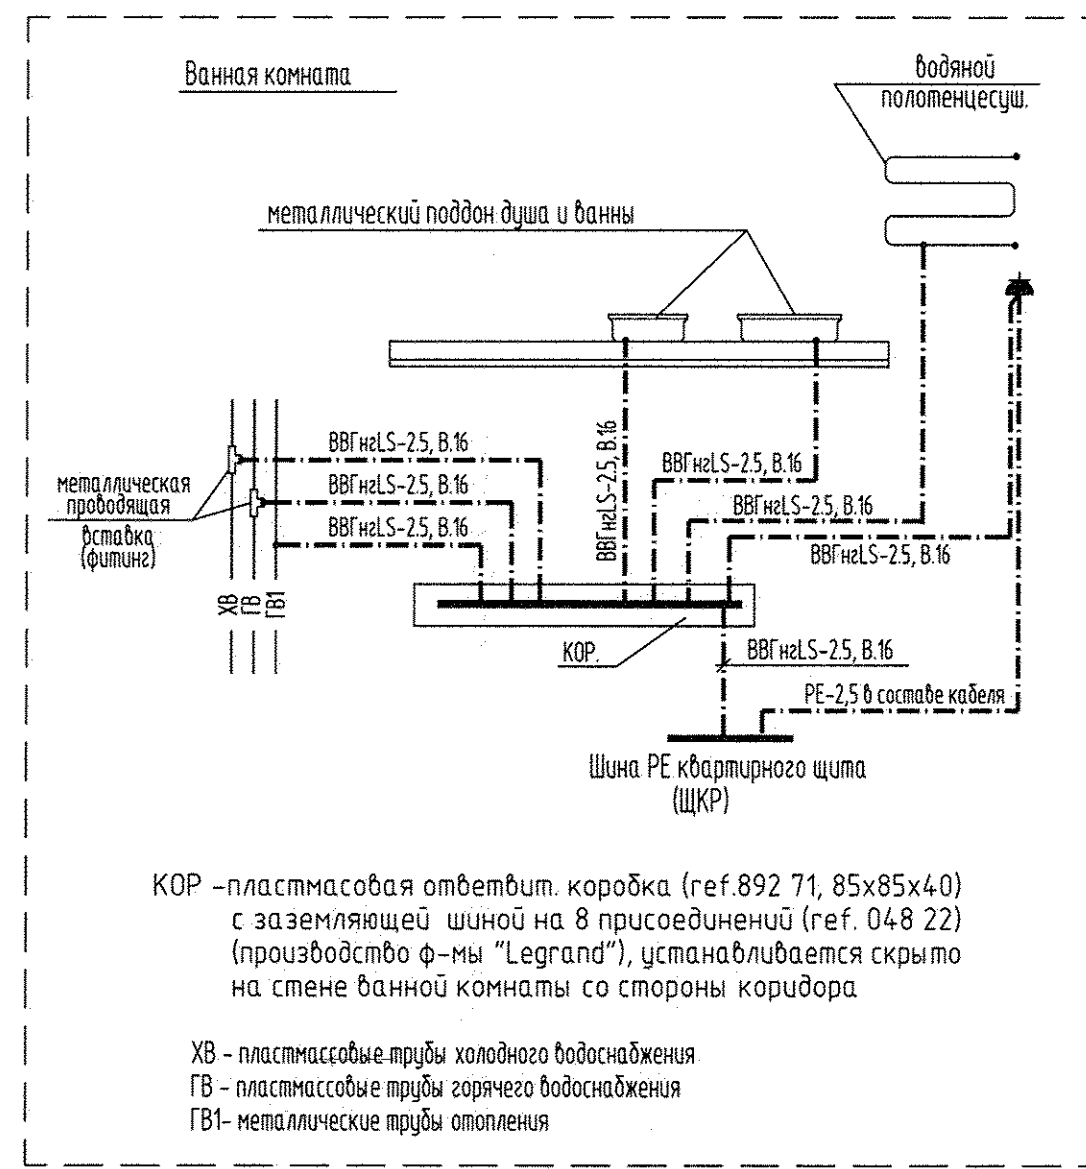 Ванная комната
водяной
полотенцесуш.
металлический поддон душа и ванны
ВВГнгLS-2.5, В.16
ВВГнгLS-2.5, В.16
ВВГнгLS-2.5, В.16
металлическая
проводящая
вставка
(фитинг)
ВВГнгLS-2.5, В.16
ВВГнгLS-2.5, В.16
ВВГнгLS-2.5, В.16
ВВГнгLS-2.5, В.16
ХВ
ГВ
ГВ1
КОР.
ВВГнгLS-2.5, В.16
РЕ-2,5 в составе кабеля
Шина РЕ квартирного щита
(ЩКР)
КОР -пластмасовая ответвит. коробка (ref.892 71, 85x85x40)
с заземляющей шиной на 8 присоединений (ref. 048 22)
(производство ф-мы "Legrand"), устанавливается скрыто
на стене ванной комнаты со стороны коридора
ХВ - пластмассовые трубы холодного водоснабжения
ГВ - пластмассовые трубы горячего водоснабжения
ГВ1- металлические трубы отопления